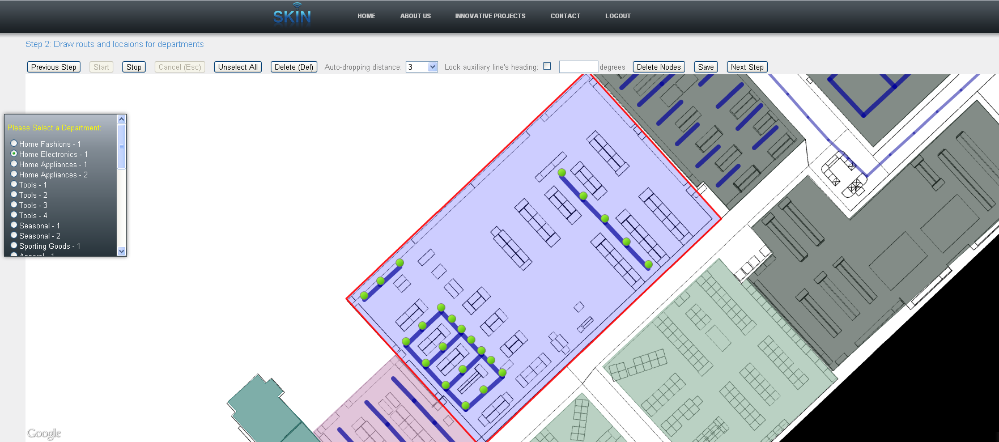 SKIN
HOME ABOUT US INNOVATIVE PROJECTS CONTACT LOGOUT
Step 2: Draw routs and locaions for departments
Previous Step Start Stop Cancel (Esc) Unselect All Delete (Del) Auto-dropping distance: 3 Lock auxiliary line's heading: degrees Delete Nodes Save Next Step
Please Select a Department:
Home Fashions - 1
Home Electronics - 1
Home Appliances - 1
Home Appliances - 2
Tools - 1
Tools - 2
Tools - 3
Tools - 4
Seasonal - 1
Seasonal - 2
Sporting Goods - 1
Apparel - 1
Google